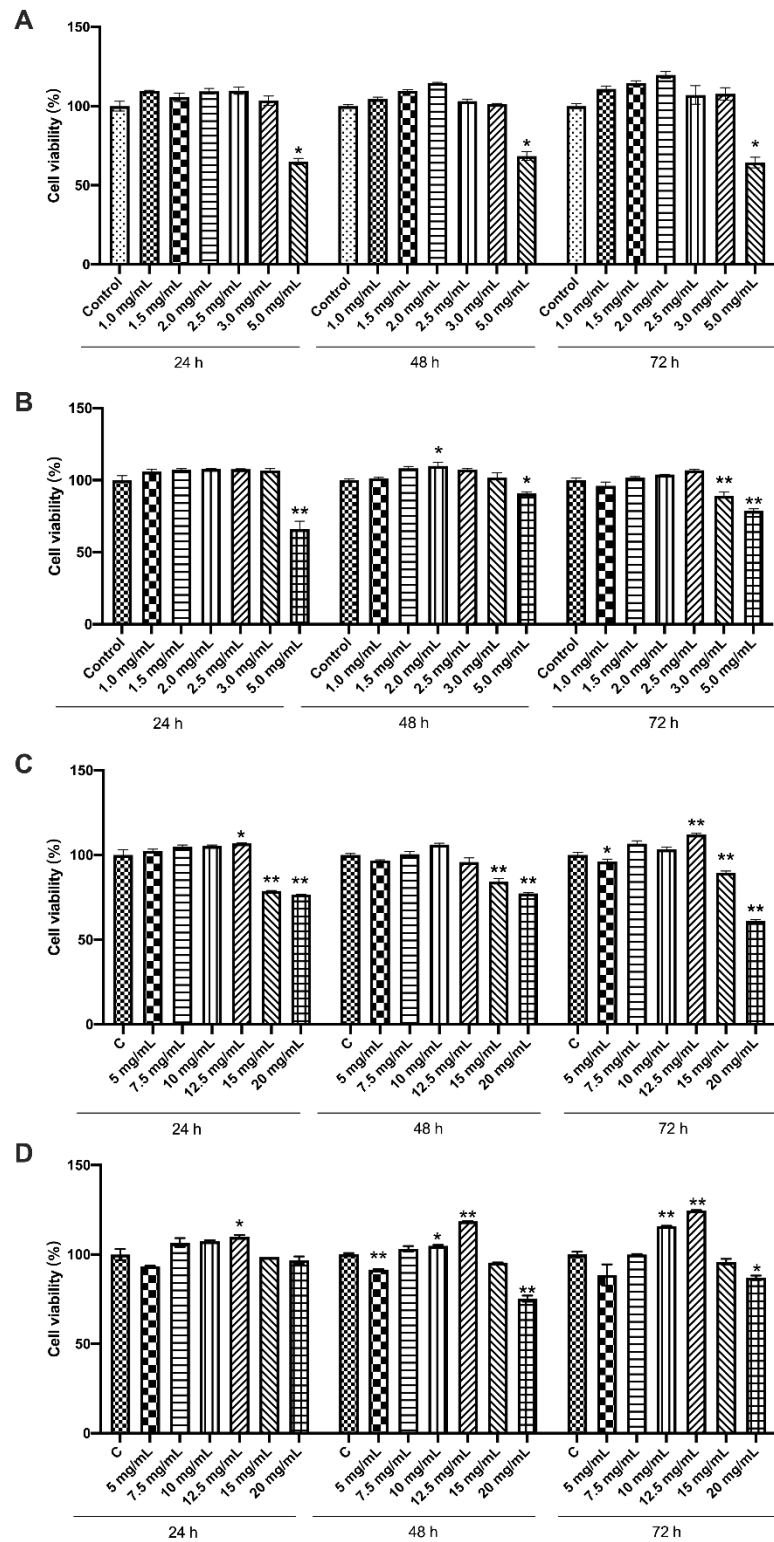 A
Cell viability (%)
150
100
50
0
* * *
Control 1.0 mg/mL 1.5 mg/mL 2.0 mg/mL 2.5 mg/mL 3.0 mg/mL 5.0 mg/mL Control 1.0 mg/mL 1.5 mg/mL 2.0 mg/mL 2.5 mg/mL 3.0 mg/mL 5.0 mg/mL Control 1.0 mg/mL 1.5 mg/mL 2.0 mg/mL 2.5 mg/mL 3.0 mg/mL 5.0 mg/mL
24 h 48 h 72 h
B
Cell viability (%)
150
100
50
0
** * * ** **
Control 1.0 mg/mL 1.5 mg/mL 2.0 mg/mL 2.5 mg/mL 3.0 mg/mL 5.0 mg/mL Control 1.0 mg/mL 1.5 mg/mL 2.0 mg/mL 2.5 mg/mL 3.0 mg/mL 5.0 mg/mL Control 1.0 mg/mL 1.5 mg/mL 2.0 mg/mL 2.5 mg/mL 3.0 mg/mL 5.0 mg/mL
24 h 48 h 72 h
C
Cell viability (%)
150
100
50
0
* ** ** ** ** * ** ** **
C 5 mg/mL 7.5 mg/mL 10 mg/mL 12.5 mg/mL 15 mg/mL 20 mg/mL C 5 mg/mL 7.5 mg/mL 10 mg/mL 12.5 mg/mL 15 mg/mL 20 mg/mL C 5 mg/mL 7.5 mg/mL 10 mg/mL 12.5 mg/mL 15 mg/mL 20 mg/mL
24 h 48 h 72 h
D
Cell viability (%)
150
100
50
0
* ** * ** ** ** ** *
C 5 mg/mL 7.5 mg/mL 10 mg/mL 12.5 mg/mL 15 mg/mL 20 mg/mL C 5 mg/mL 7.5 mg/mL 10 mg/mL 12.5 mg/mL 15 mg/mL 20 mg/mL C 5 mg/mL 7.5 mg/mL 10 mg/mL 12.5 mg/mL 15 mg/mL 20 mg/mL
24 h 48 h 72 h